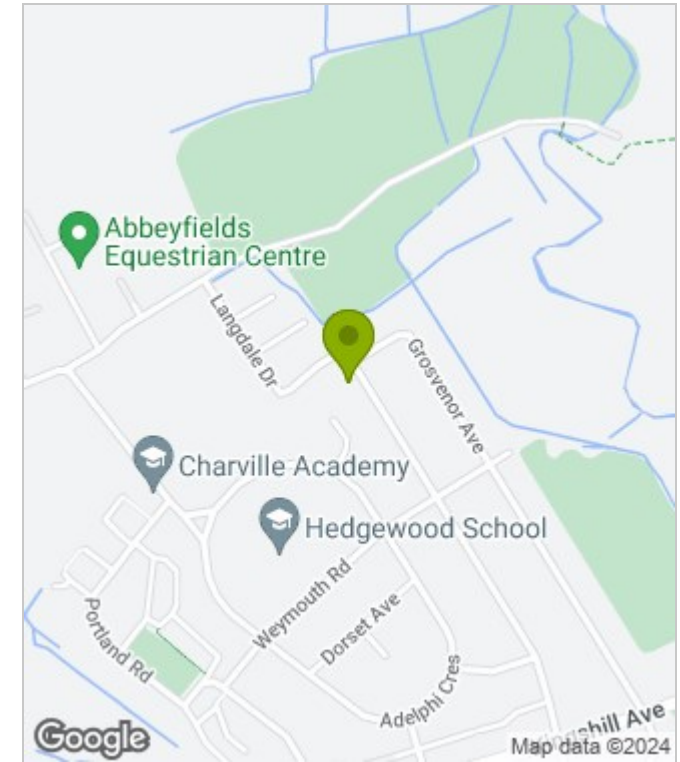 Abbeyfields
Equestrian Centre
Langdale Dr
Grosvenor Ave
Charville Academy
Hedgewood School
Weymouth Rd
Dorset Ave
Portland Rd
Adelphi Cres
Kingshill Ave
Google
Map data ©2024